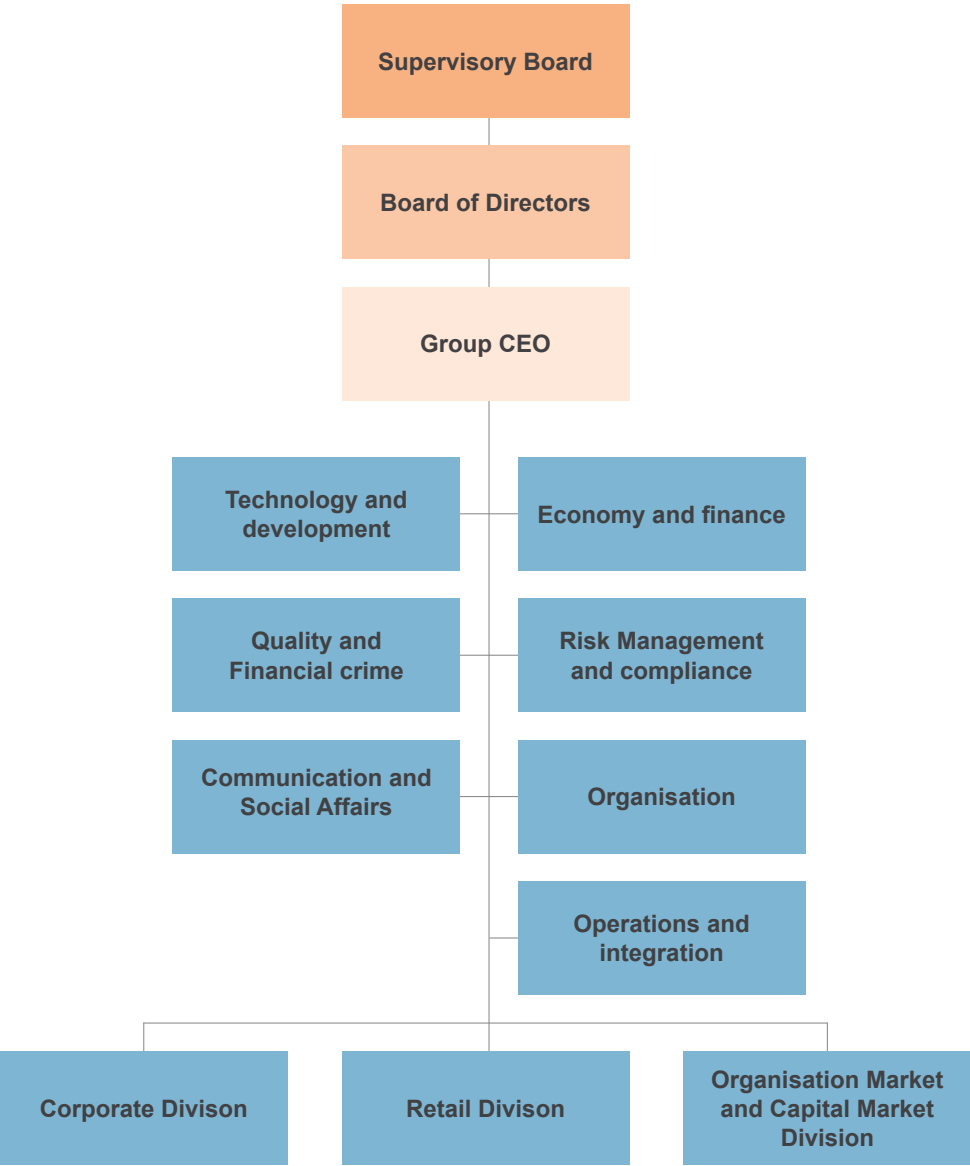 Supervisory Board
Board of Directors
Group CEO
Technology and
development
Economy and finance
Quality and
Financial crime
Risk Management
and compliance
Communication and
Social Affairs
Organisation
Operations and
integration
Corporate Divison
Retail Divison
Organisation Market
and Capital Market
Division